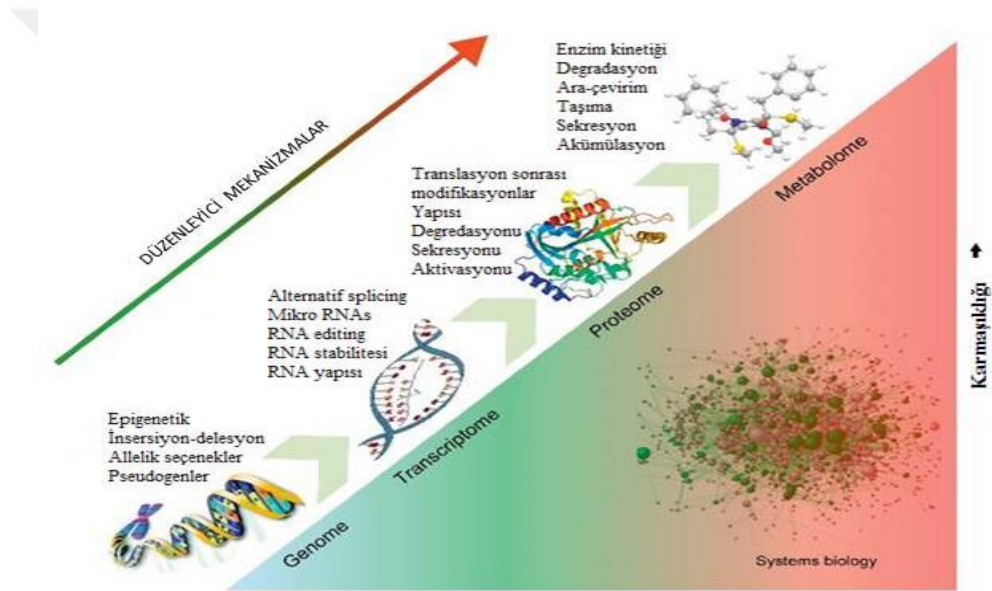 Enzim kinetiği
Degradasyon
Ara-çevirim
Taşıma
Sekresyon
Akümülasyon
DÜZENLEYİCİ MEKANİZMALAR
Metabolome
Translasyon sonrası
modifikasyonlar
Yapısı
Degredasyonu
Sekresyonu
Aktivasyonu
Proteome
Alternatif splicing
Mikro RNAs
RNA editing
RNA stabilitesi
RNA yapısı
Transcriptome
Epigenetik
İnsersiyon-delesyon
Allelik seçenekler
Pseudogenler
Genome
Systems biology
Karmaşıklığı